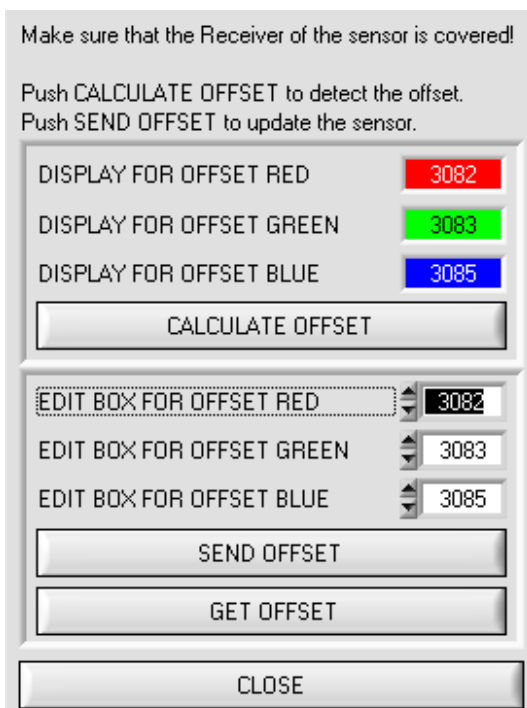 Make sure that the Receiver of the sensor is covered!
Push CALCULATE OFFSET to detect the offset.
Push SEND OFFSET to update the sensor.
DISPLAY FOR OFFSET RED 3082
DISPLAY FOR OFFSET GREEN 3083
DISPLAY FOR OFFSET BLUE 3085
CALCULATE OFFSET
EDIT BOX FOR OFFSET RED 3082
EDIT BOX FOR OFFSET GREEN 3083
EDIT BOX FOR OFFSET BLUE 3085
SEND OFFSET
GET OFFSET
CLOSE